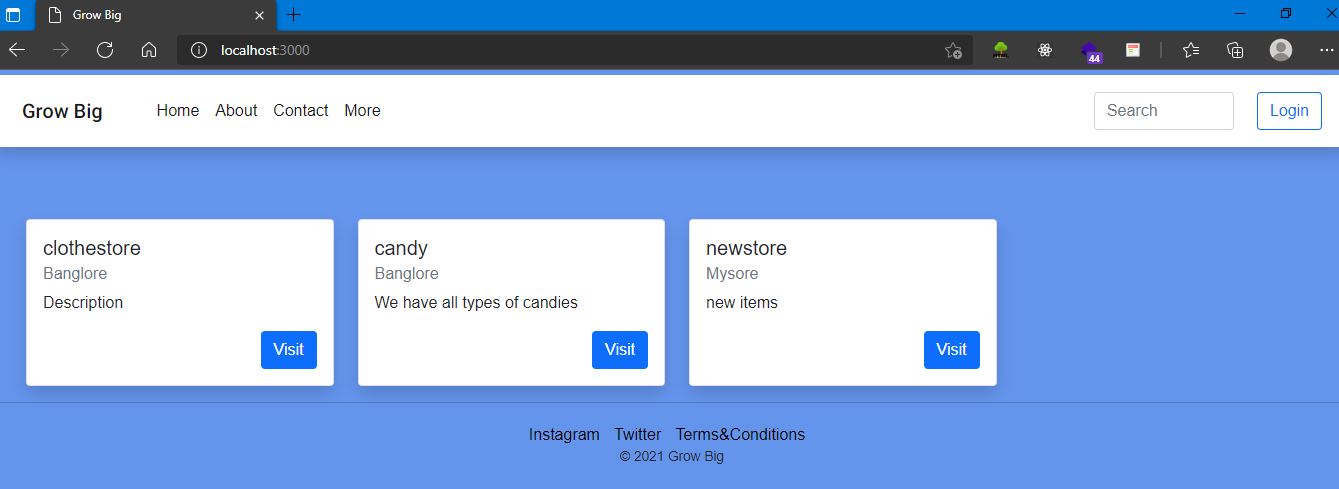 Grow Big
localhost:3000
44
Grow Big Home About Contact More Search Login
clothestore
Banglore
Description
Visit
candy
Banglore
We have all types of candies
Visit
newstore
Mysore
new items
Visit
Instagram Twitter Terms&Conditions
© 2021 Grow Big